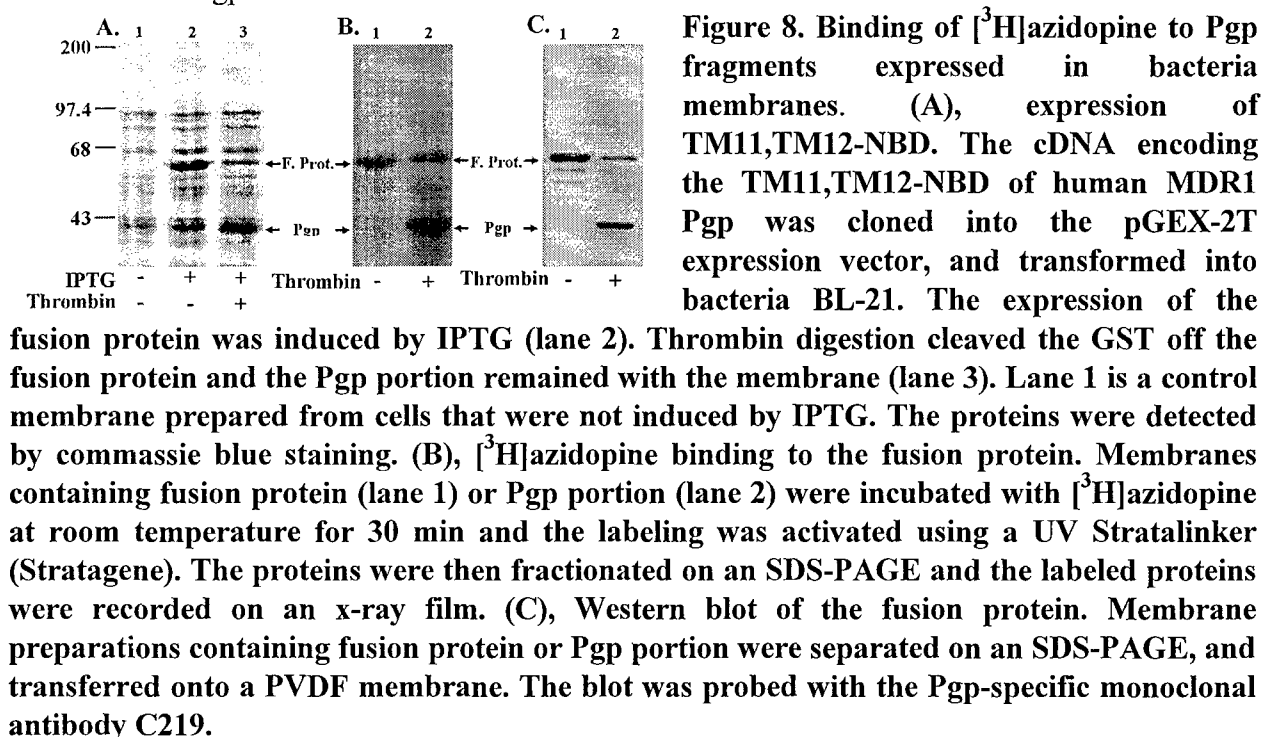 A. 1 2 3 B. 1 2 C. 1 2
200
97.4
68
43
F. Prot.
F. Prot.
Pgp
Pgp
IPTG - + + Thrombin - + Thrombin - +
Thrombin - - +
Figure 8. Binding of [³H]azidopine to Pgp
fragments expressed in bacteria
membranes. (A), expression of
TM11,TM12-NBD. The cDNA encoding
the TM11,TM12-NBD of human MDR1
Pgp was cloned into the pGEX-2T
expression vector, and transformed into
bacteria BL-21. The expression of the
fusion protein was induced by IPTG (lane 2). Thrombin digestion cleaved the GST off the
fusion protein and the Pgp portion remained with the membrane (lane 3). Lane 1 is a control
membrane prepared from cells that were not induced by IPTG. The proteins were detected
by commassie blue staining. (B), [³H]azidopine binding to the fusion protein. Membranes
containing fusion protein (lane 1) or Pgp portion (lane 2) were incubated with [³H]azidopine
at room temperature for 30 min and the labeling was activated using a UV Stratalinker
(Stratagene). The proteins were then fractionated on an SDS-PAGE and the labeled proteins
were recorded on an x-ray film. (C), Western blot of the fusion protein. Membrane
preparations containing fusion protein or Pgp portion were separated on an SDS-PAGE, and
transferred onto a PVDF membrane. The blot was probed with the Pgp-specific monoclonal
antibody C219.